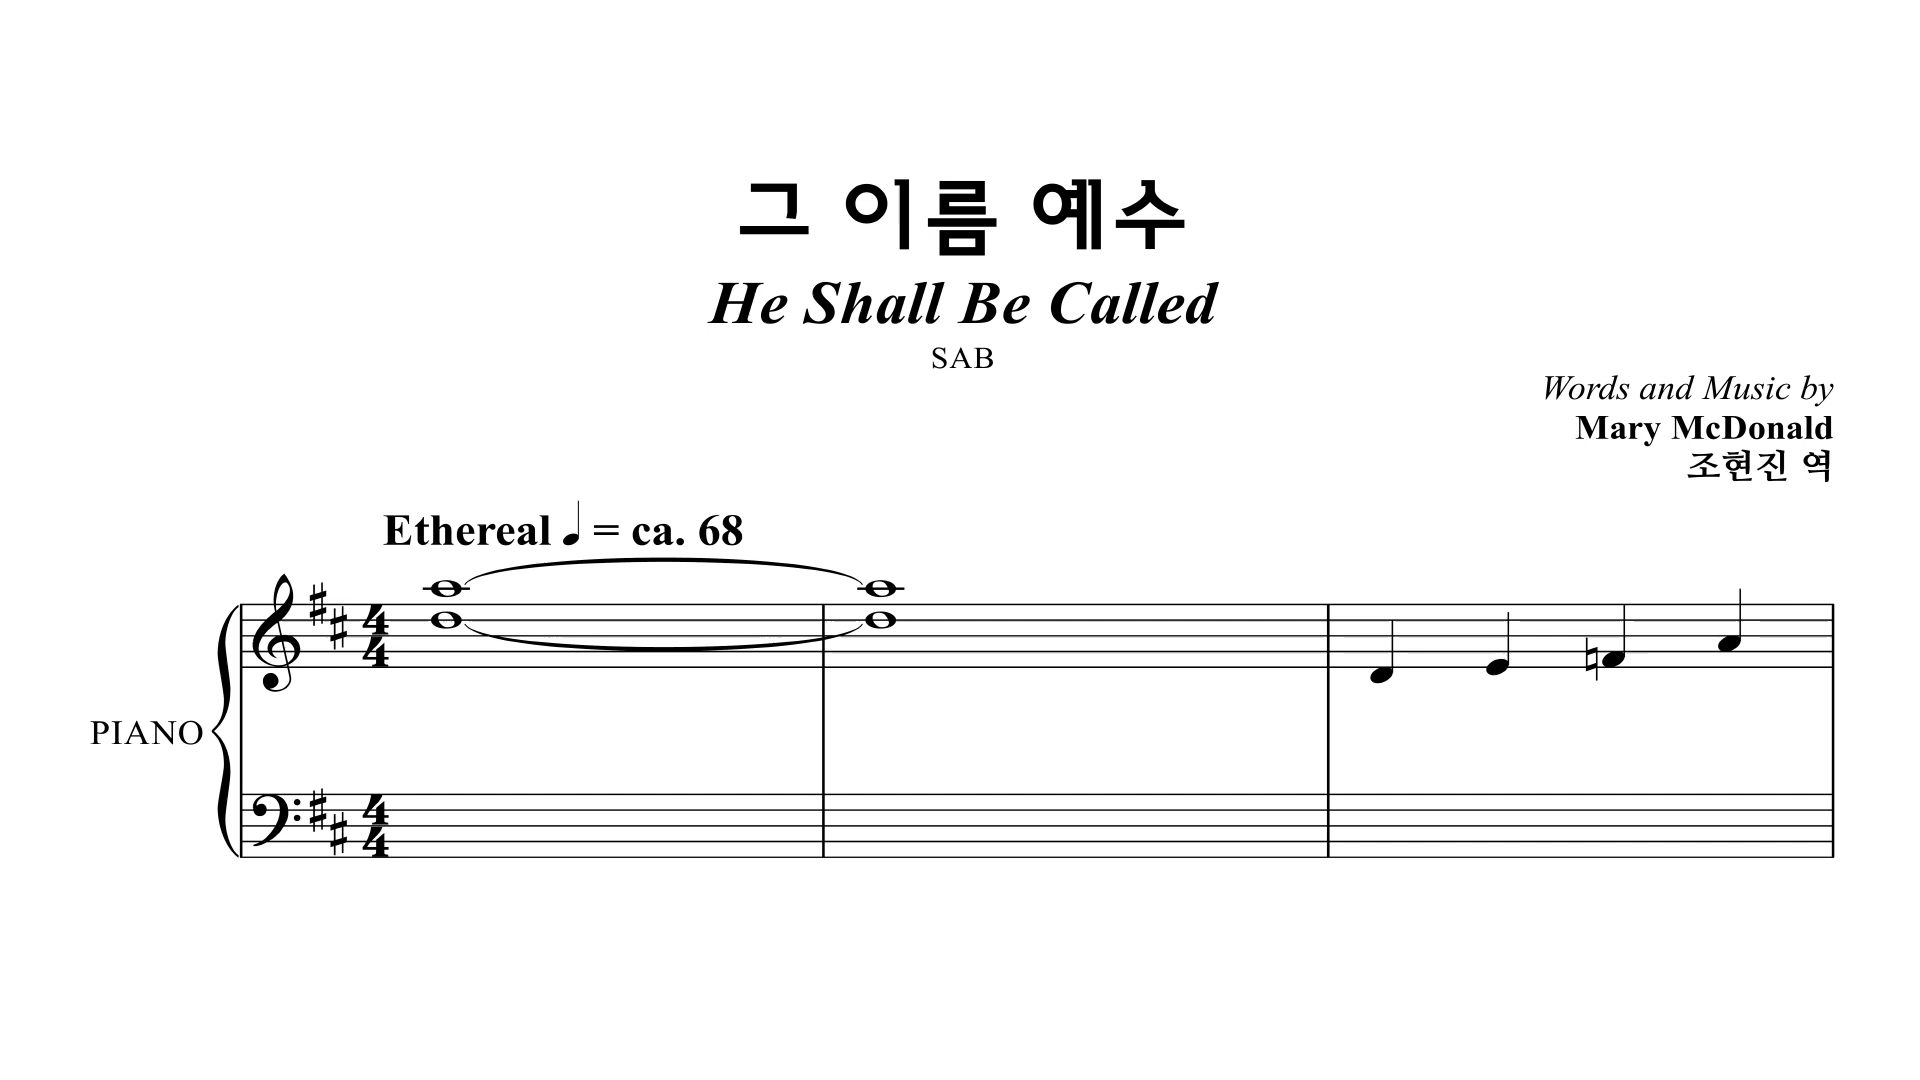 그 이름 예수
He Shall Be Called
SAB
Words and Music by
Mary McDonald
조현진 역
Ethereal ♩ = ca. 68
PIANO